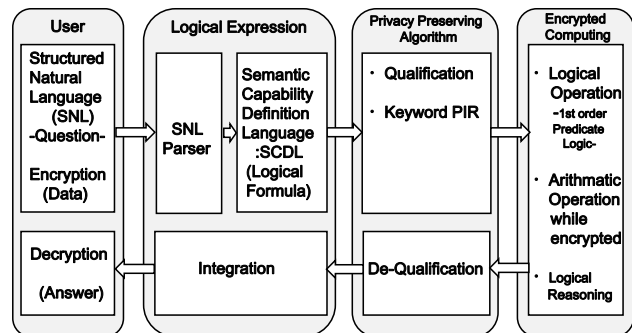 User
Structured
Natural
Language
(SNL)
-Question-
Encryption
(Data)
Decryption
(Answer)
Logical Expression
SNL
Parser
Semantic
Capability
Definition
Language
:SCDL
(Logical
Formula)
Integration
Privacy Preserving
Algorithm
・ Qualification
・ Keyword PIR
De-Qualification
Encrypted
Computing
・ Logical
Operation
-1st order
Predicate
Logic-
・ Arithmatic
Operation
while
encrypted
・ Logical
Reasoning